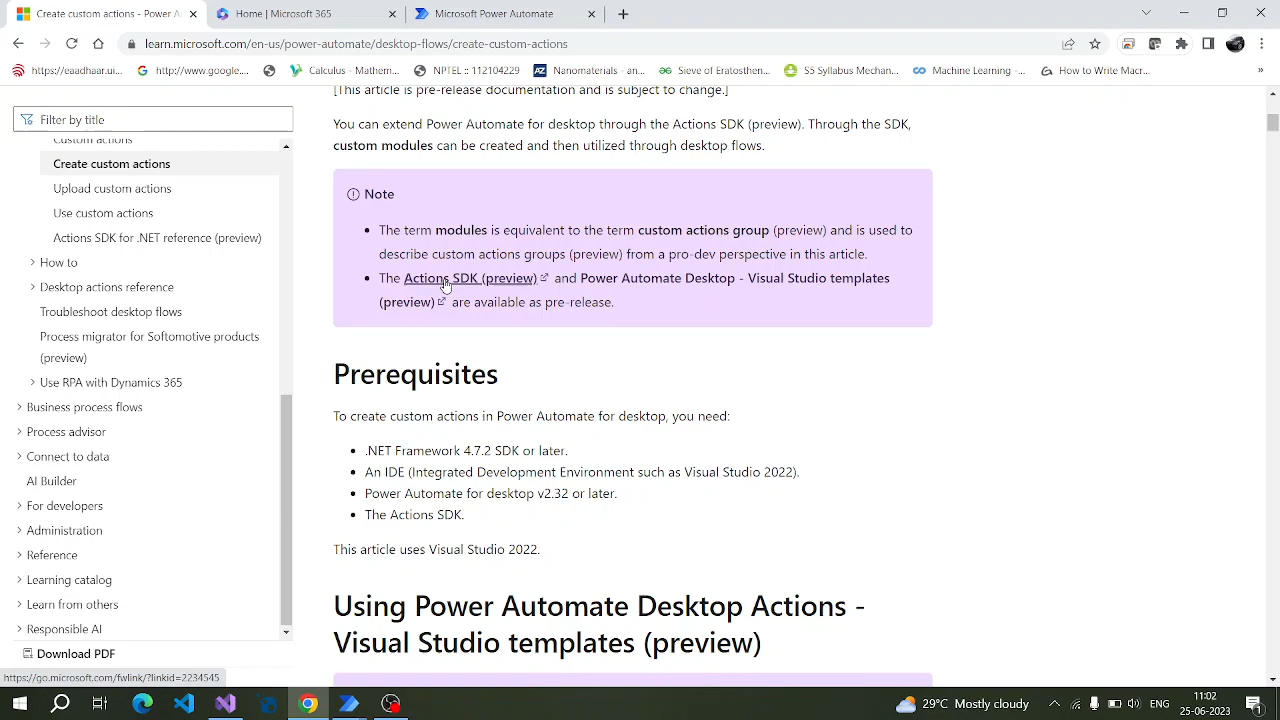 Create custom actions - Power A
Home | Microsoft 365
Microsoft Power Automate
learn.microsoft.com/en-us/power-automate/desktop-flows/create-custom-actions
https://eadhar.ui...
http://www.google...
Calculus - Mathem...
NPTEL :: 112104229
Nanomaterials - an...
Sieve of Eratosthen...
S5 Syllabus Mechan...
Machine Learning -...
How to Write Macr...
»
Filter by title
Custom actions
Create custom actions
Upload custom actions
Use custom actions
Actions SDK for .NET reference (preview)
How to
Desktop actions reference
Troubleshoot desktop flows
Process migrator for Softomotive products
(preview)
Use RPA with Dynamics 365
Business process flows
Process advisor
Connect to data
AI Builder
For developers
Administration
Reference
Learning catalog
Learn from others
Responsible AI
Download PDF
[This article is pre-release documentation and is subject to change.]
You can extend Power Automate for desktop through the Actions SDK (preview). Through the SDK,
custom modules can be created and then utilized through desktop flows.
Note
• The term modules is equivalent to the term custom actions group (preview) and is used to
describe custom actions groups (preview) from a pro-dev perspective in this article.
• The Actions SDK (preview) and Power Automate Desktop - Visual Studio templates
(preview) are available as pre-release.
Prerequisites
To create custom actions in Power Automate for desktop, you need:
• .NET Framework 4.7.2 SDK or later.
• An IDE (Integrated Development Environment such as Visual Studio 2022).
• Power Automate for desktop v2.32 or later.
• The Actions SDK.
This article uses Visual Studio 2022.
Using Power Automate Desktop Actions -
Visual Studio templates (preview)
https://go.microsoft.com/fwlink/?linkid=2234545
29°C Mostly cloudy
ENG
11:02
25-06-2023